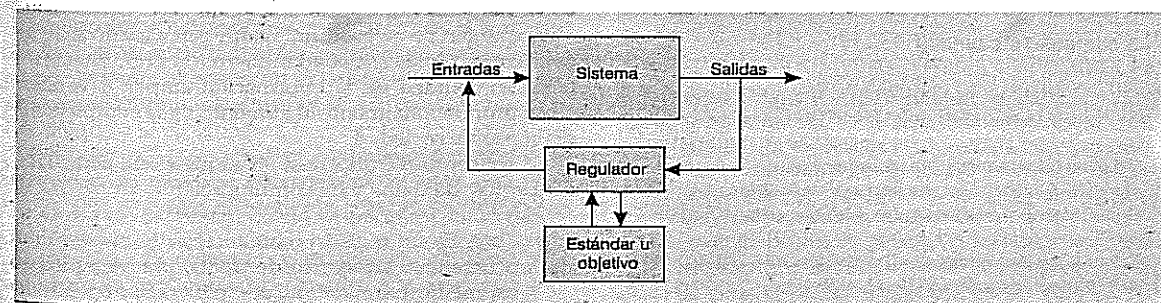 Entradas
Sistema
Salidas
Regulador
Estándar u
objetivo